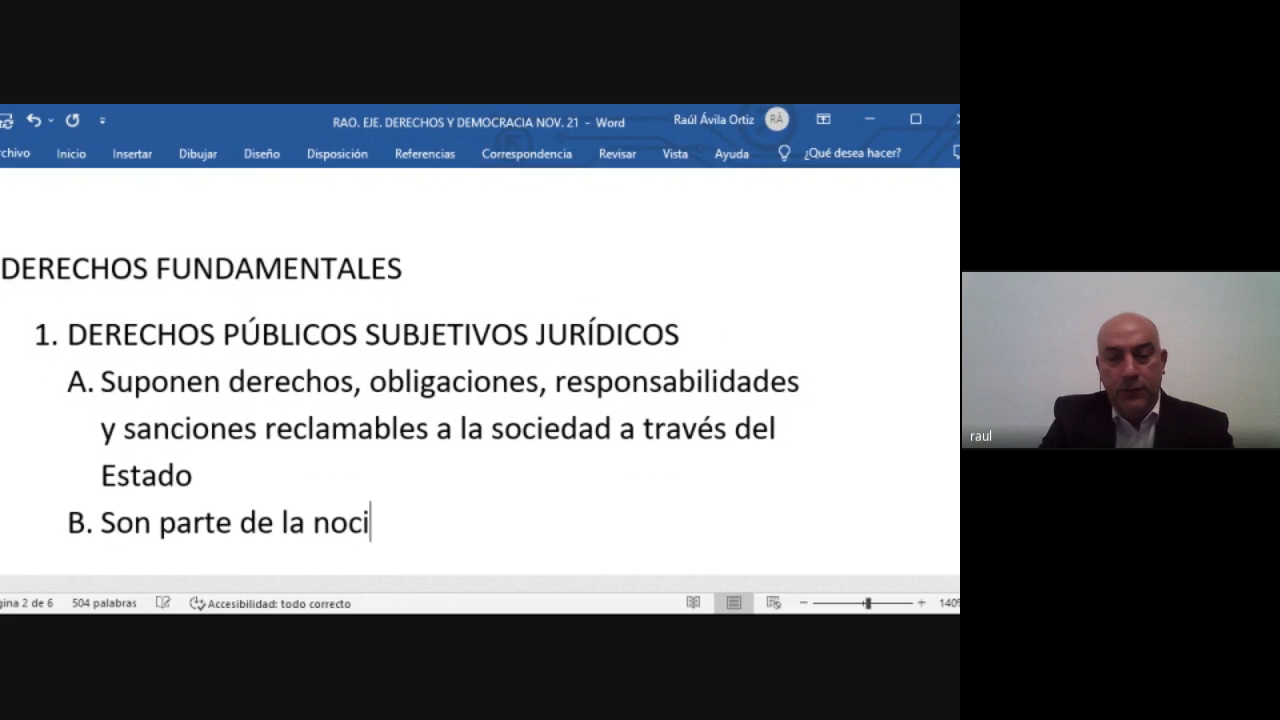 RAO. EJE. DERECHOS Y DEMOCRACIA NOV. 21 - Word
Raúl Ávila Ortiz
RÁ
Inicio
Insertar
Dibujar
Diseño
Disposición
Referencias
Correspondencia
Revisar
Vista
Ayuda
¿Qué desea hacer?
DERECHOS FUNDAMENTALES
1. DERECHOS PÚBLICOS SUBJETIVOS JURÍDICOS
A. Suponen derechos, obligaciones, responsabilidades
y sanciones reclamables a la sociedad a través del
Estado
B. Son parte de la noci
2 de 6
504 palabras
Accesibilidad: todo correcto
raul